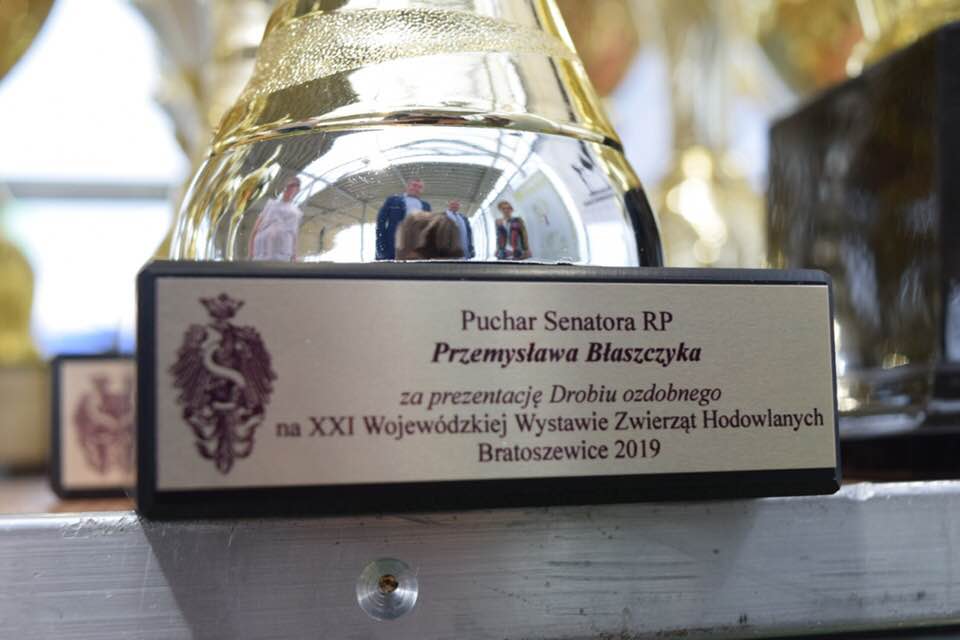 Puchar Senatora RP
Przemysława Błaszczyka
za prezentację Drobiu ozdobnego
na XXI Wojewódzkiej Wystawie Zwierząt Hodowlanych
Bratoszewice 2019